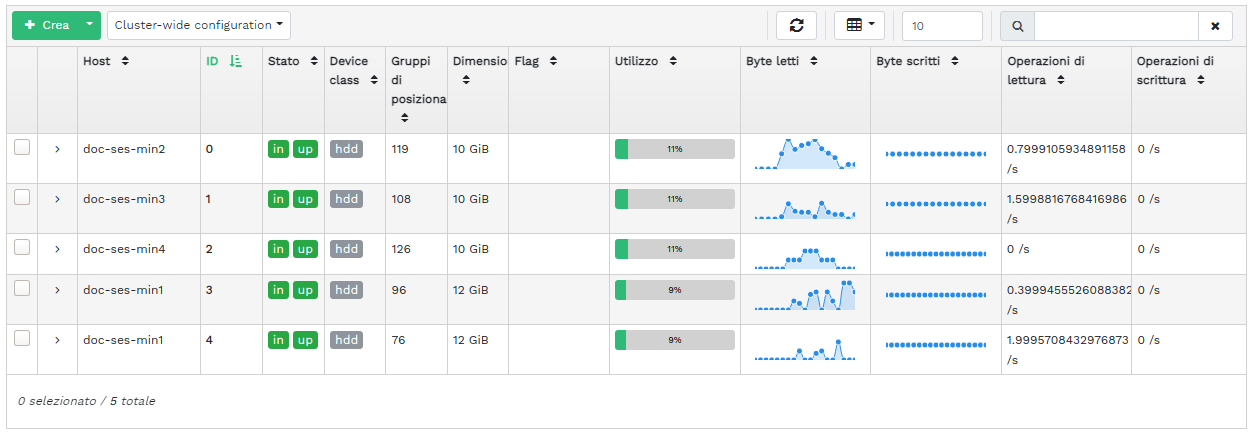 Crea Cluster-wide configuration 10
Host ID Stato Device class Gruppi di posiziona Dimensio Flag Utilizzo Byte letti Byte scritti Operazioni di lettura Operazioni di scrittura
doc-ses-min2 0 in up hdd 119 10 GiB 11% 0.7999105934891158 /s 0 /s
doc-ses-min3 1 in up hdd 108 10 GiB 11% 1.5998816768416986 /s 0 /s
doc-ses-min4 2 in up hdd 126 10 GiB 11% 0 /s 0 /s
doc-ses-min1 3 in up hdd 96 12 GiB 9% 0.3999455526088382 /s 0 /s
doc-ses-min1 4 in up hdd 76 12 GiB 9% 1.9995708432976873 /s 0 /s
0 selezionato / 5 totale